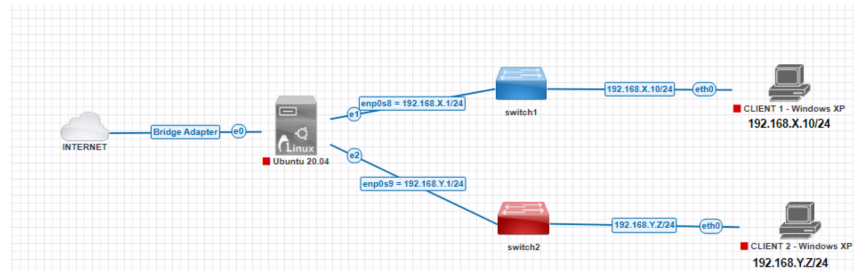 INTERNET
Bridge Adapter
e0
Linux
Ubuntu 20.04
e1
enp0s8 = 192.168.X.1/24
switch1
192.168.X.10/24
eth0
CLIENT 1 - Windows XP
192.168.X.10/24
e2
enp0s9 = 192.168.Y.1/24
switch2
192.168.Y.Z/24
eth0
CLIENT 2 - Windows XP
192.168.Y.Z/24